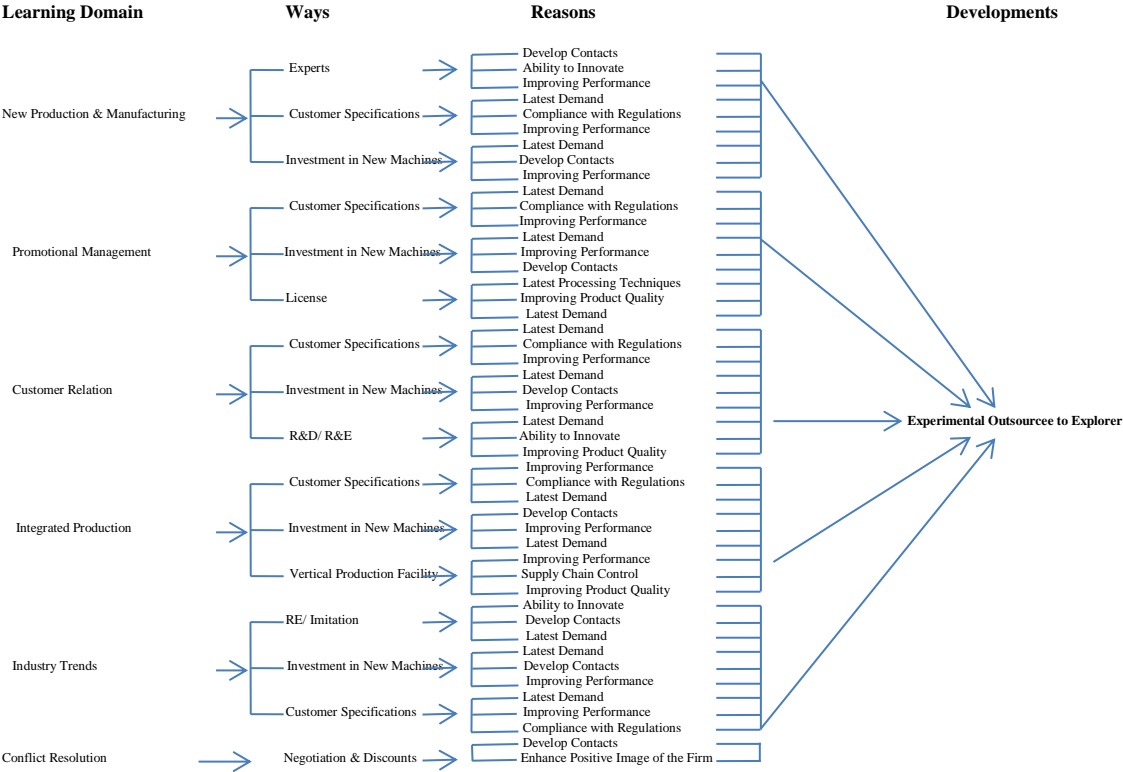 Learning Domain Ways Reasons Developments
Develop Contacts
Experts Ability to Innovate
Improving Performance
Latest Demand
New Production & Manufacturing Customer Specifications Compliance with Regulations
Improving Performance
Latest Demand
Investment in New Machines Develop Contacts
Improving Performance
Latest Demand
Customer Specifications Compliance with Regulations
Improving Performance
Latest Demand
Promotional Management Investment in New Machines Improving Performance
Develop Contacts
Latest Processing Techniques
License Improving Product Quality
Latest Demand
Latest Demand
Customer Specifications Compliance with Regulations
Improving Performance
Latest Demand
Customer Relation Investment in New Machines Develop Contacts
Improving Performance
Latest Demand Experimental Outsourcee to Explorer
R&D/ R&E Ability to Innovate
Improving Product Quality
Improving Performance
Customer Specifications Compliance with Regulations
Latest Demand
Develop Contacts
Integrated Production Investment in New Machines Improving Performance
Latest Demand
Improving Performance
Vertical Production Facility Supply Chain Control
Improving Product Quality
Ability to Innovate
RE/ Imitation Develop Contacts
Latest Demand
Latest Demand
Industry Trends Investment in New Machines Develop Contacts
Improving Performance
Latest Demand
Customer Specifications Improving Performance
Compliance with Regulations
Develop Contacts
Conflict Resolution Negotiation & Discounts Enhance Positive Image of the Firm